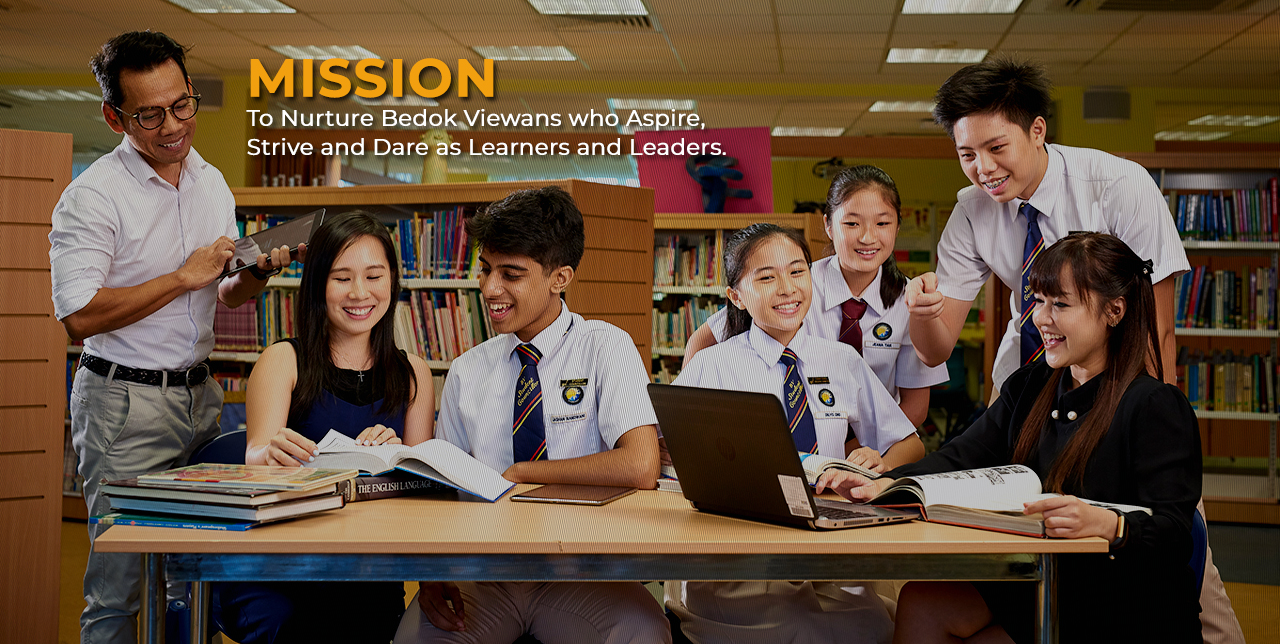 MISSION
To Nurture Bedok Viewans who Aspire,
Strive and Dare as Learners and Leaders.
THE ENGLISH LANGUAGE